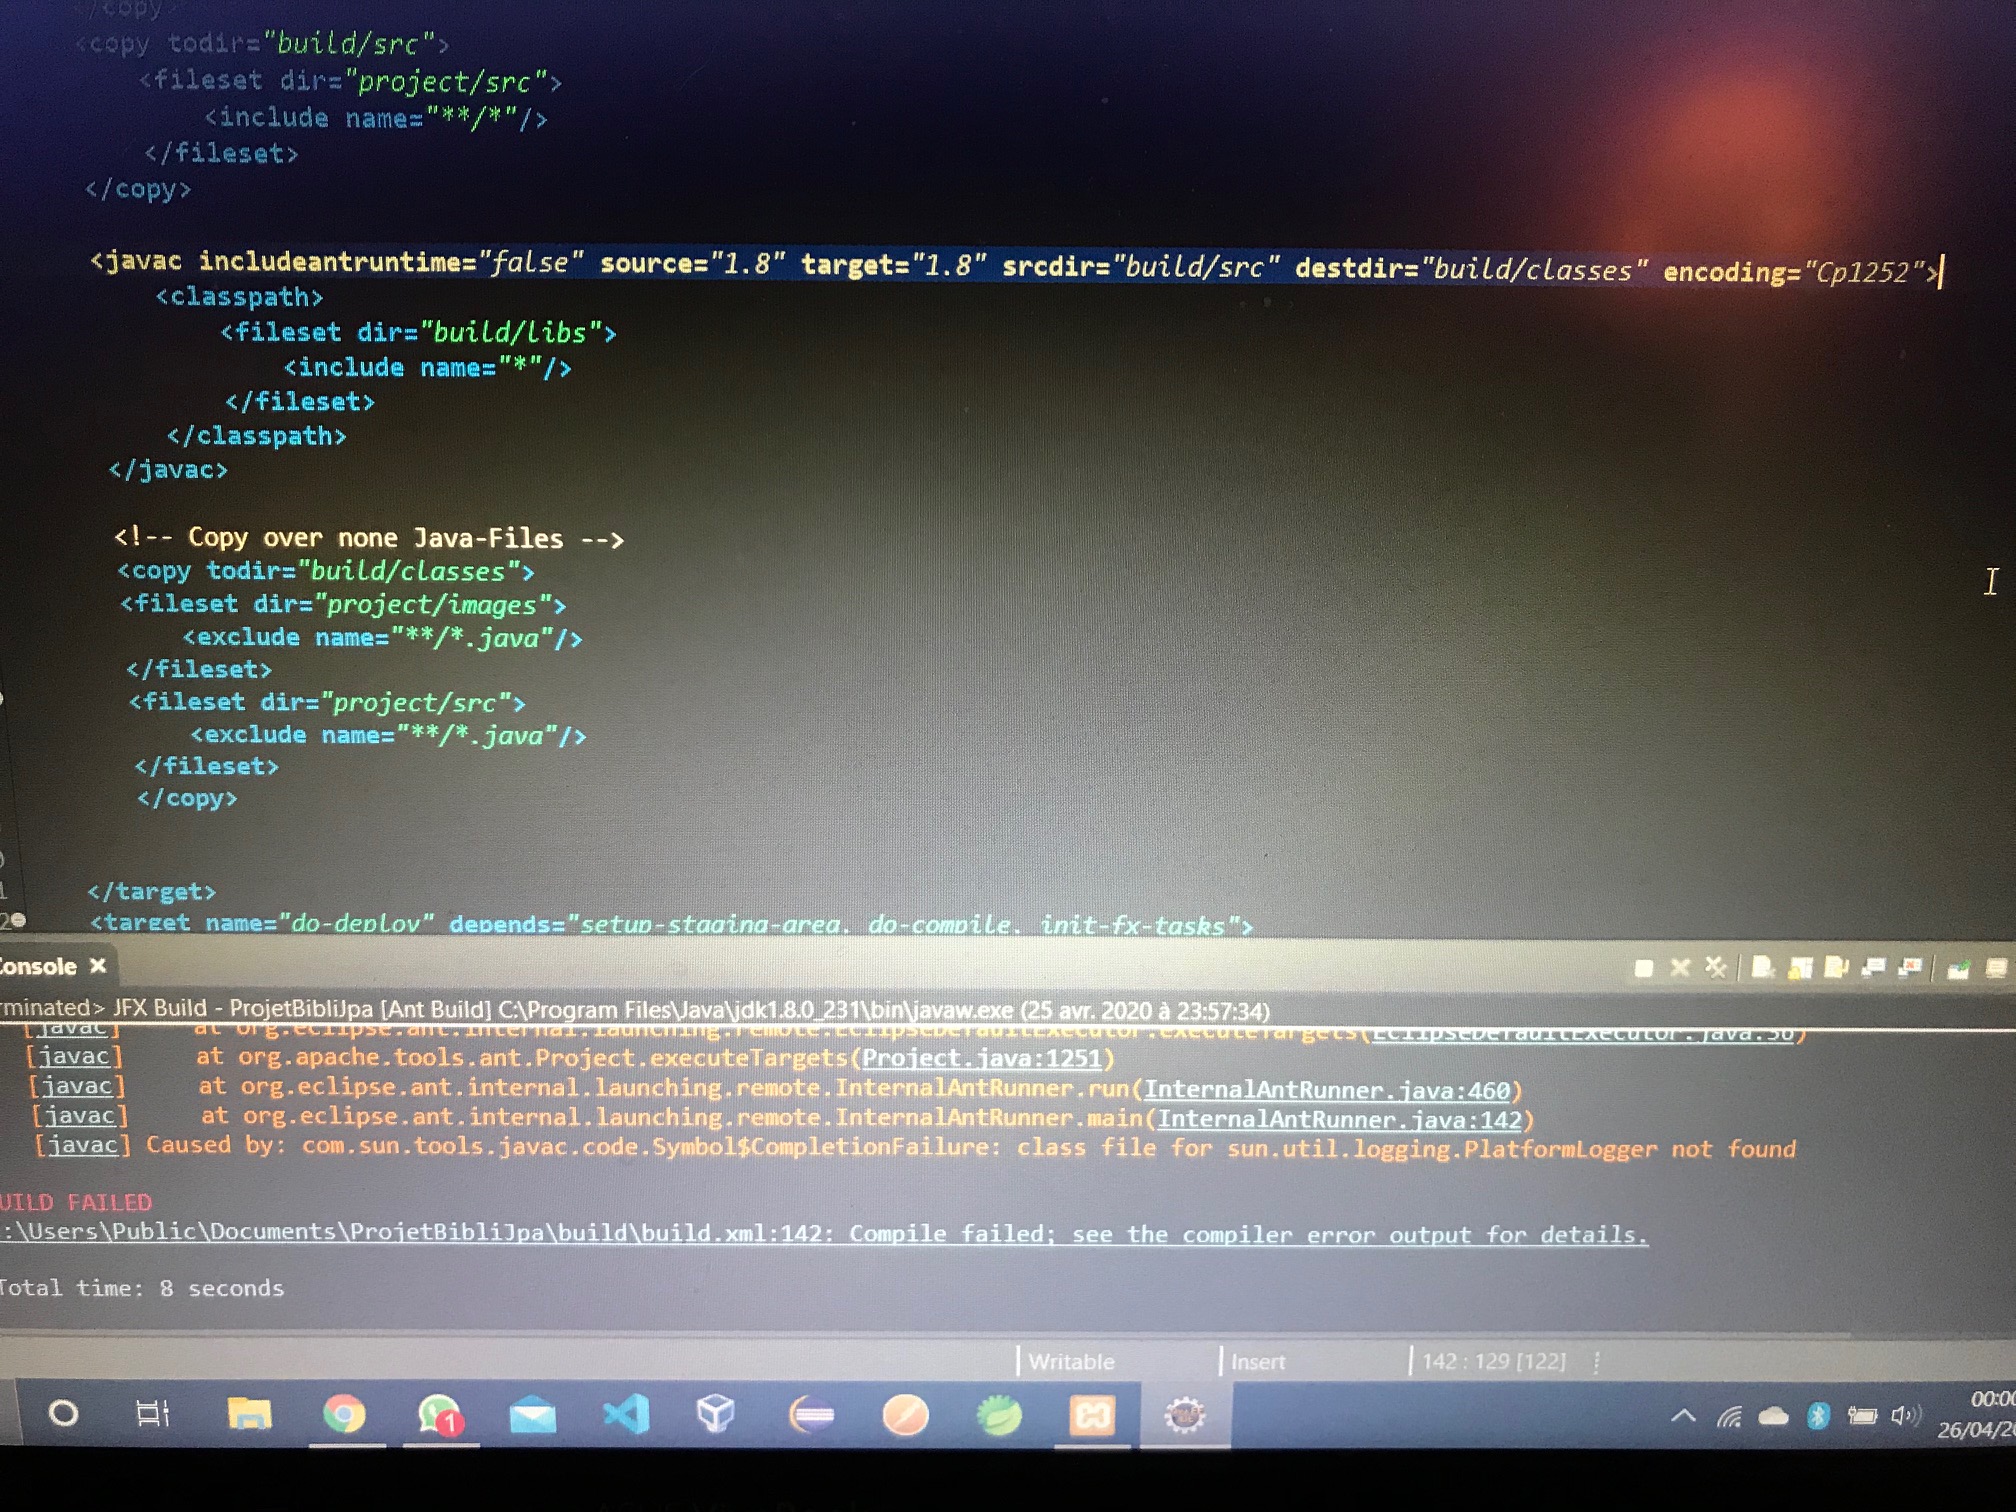 </copy>
<copy todir="build/src">
<fileset dir="project/src">
<include name="**/*"/>
</fileset>
</copy>
<javac includeantruntime="false" source="1.8" target="1.8" srcdir="build/src" destdir="build/classes" encoding="Cp1252">
<classpath>
<fileset dir="build/libs">
<include name="*"/>
</fileset>
</classpath>
</javac>
<!-- Copy over none Java-Files -->
<copy todir="build/classes">
<fileset dir="project/images">
<exclude name="**/*.java"/>
</fileset>
<fileset dir="project/src">
<exclude name="**/*.java"/>
</fileset>
</copy>
</target>
<target name="do-deploy" depends="setup-staging-area, do-compile, init-fx-tasks">
onsole
minated> JFX Build - ProjetBibliJpa [Ant Build] C:\Program Files\Java\jdk1.8.0_231\bin\javaw.exe (25 avr. 2020 à 23:57:34)
[javac] at org.eclipse.ant.internal.launching.remote.EclipseDefaultExecutor.executeTargets(EclipseDefaultExecutor.java:36)
[javac] at org.apache.tools.ant.Project.executeTargets(Project.java:1251)
[javac] at org.eclipse.ant.internal.launching.remote.InternalAntRunner.run(InternalAntRunner.java:460)
[javac] at org.eclipse.ant.internal.launching.remote.InternalAntRunner.main(InternalAntRunner.java:142)
[javac] Caused by: com.sun.tools.javac.code.Symbol$CompletionFailure: class file for sun.util.logging.PlatformLogger not found
UILD FAILED
:\Users\Public\Documents\ProjetBibliJpa\build\build.xml:142: Compile failed; see the compiler error output for details.
Total time: 8 seconds
Writable Insert 142 : 129 [122]
1
00:00
26/04/20